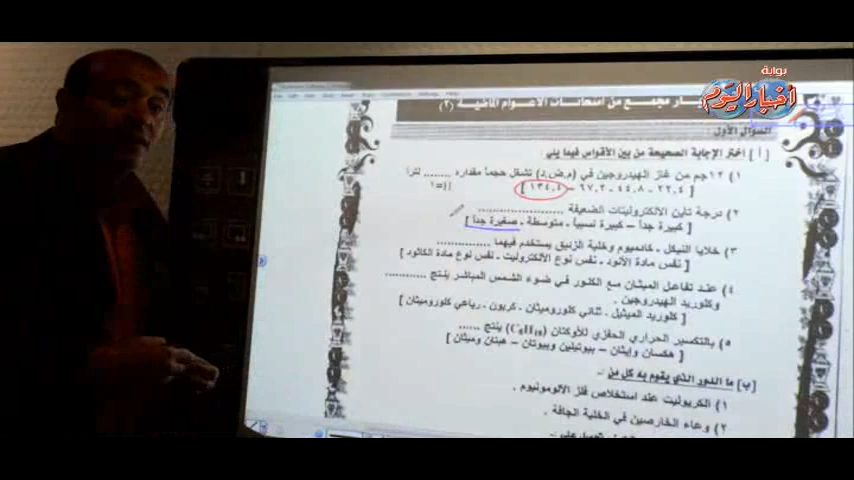 بوابة
أخبار اليوم
مجمع من امتحانات الأعوام الماضية (٢)
السؤال الأول
[أ] اختر الإجابة الصحيحة من بين الأقواس فيما يلي
١) ١٢جم من غاز الهيدروجين في (م.ض.د) تشغل حجماً مقداره ....... لتراً
[ ٢٢,٤ – ٤٤,٨ – ٦٧,٢ – ١٣٤,٤ ]
٢) درجة تأين الالكتروليتات الضعيفة ......................
[ كبيرة جداً – كبيرة نسبياً – متوسطة – صغيرة جداً ]
٣) خلايا النيكل - كادميوم وخلية الزئبق يستخدم فيهما ..............
[ نفس مادة الأنود – نفس نوع الألكتروليت – نفس نوع مادة الكاثود ]
٤) عند تفاعل الميثان مع الكلور في ضوء الشمس المباشر ينتج ...........
وكلوريد الهيدروجين .
[ كلوريد الميثيل – ثنائي كلوروميثان – كربون – رباعي كلوروميثان ]
٥) بالتكسير الحراري الحفزي للأوكتان (C₈H₁₈) ينتج ......
[ هكسان وإيثان – بيوتيلين وبيوتان – هبتان وميثان ]
[ب] ما الدور الذي يقوم به كل من :-
١) الكريوليت عند استخلاص فلز الألومونيوم .
٢) وعاء الخارصين في الخلية الجافة .